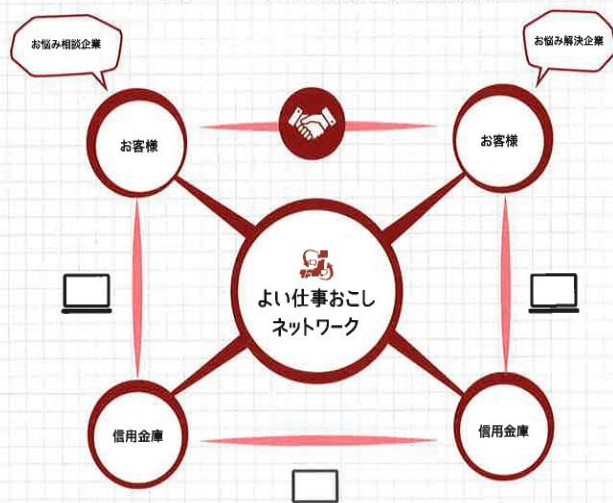 お悩み相談企業
お悩み解決企業
お客様
お客様
よい仕事おこし
ネットワーク
信用金庫
信用金庫